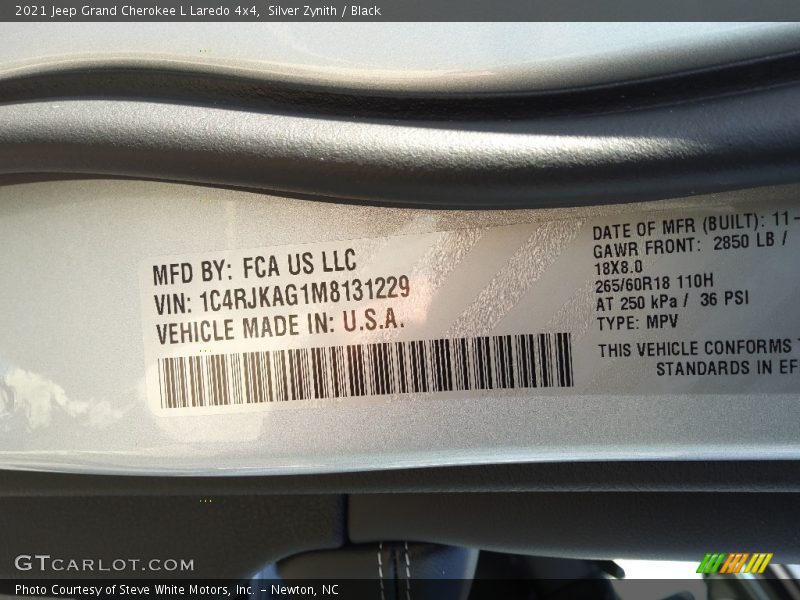 2021 Jeep Grand Cherokee L Laredo 4x4,  Silver Zynith / Black
MFD BY: FCA US LLC
VIN: 1C4RJKAG1M8131229
VEHICLE MADE IN: U.S.A.
DATE OF MFR (BUILT): 11-
GAWR FRONT: 2850 LB /
18X8.0
265/60R18 110H
AT 250 kPa / 36 PSI
TYPE: MPV
THIS VEHICLE CONFORMS
STANDARDS IN EF
GTCARLOT.COM
Photo Courtesy of Steve White Motors, Inc. – Newton, NC